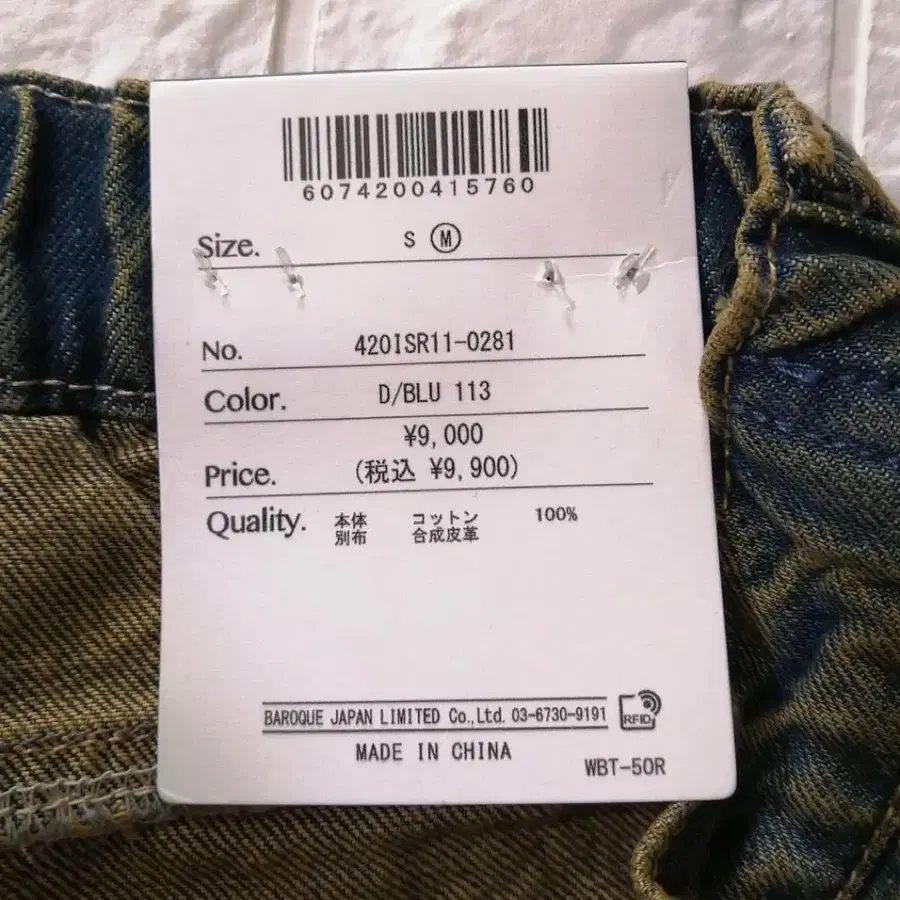 6074200415760
Size. S Ⓜ
No. 420ISR11-0281
Color. D/BLU 113
¥9,000
Price. (税込 ¥9,900)
Quality. 本体 コットン 100%
別布 合成皮革
BAROQUE JAPAN LIMITED Co.,Ltd. 03-6730-9191
RFID
MADE IN CHINA
WBT-50R